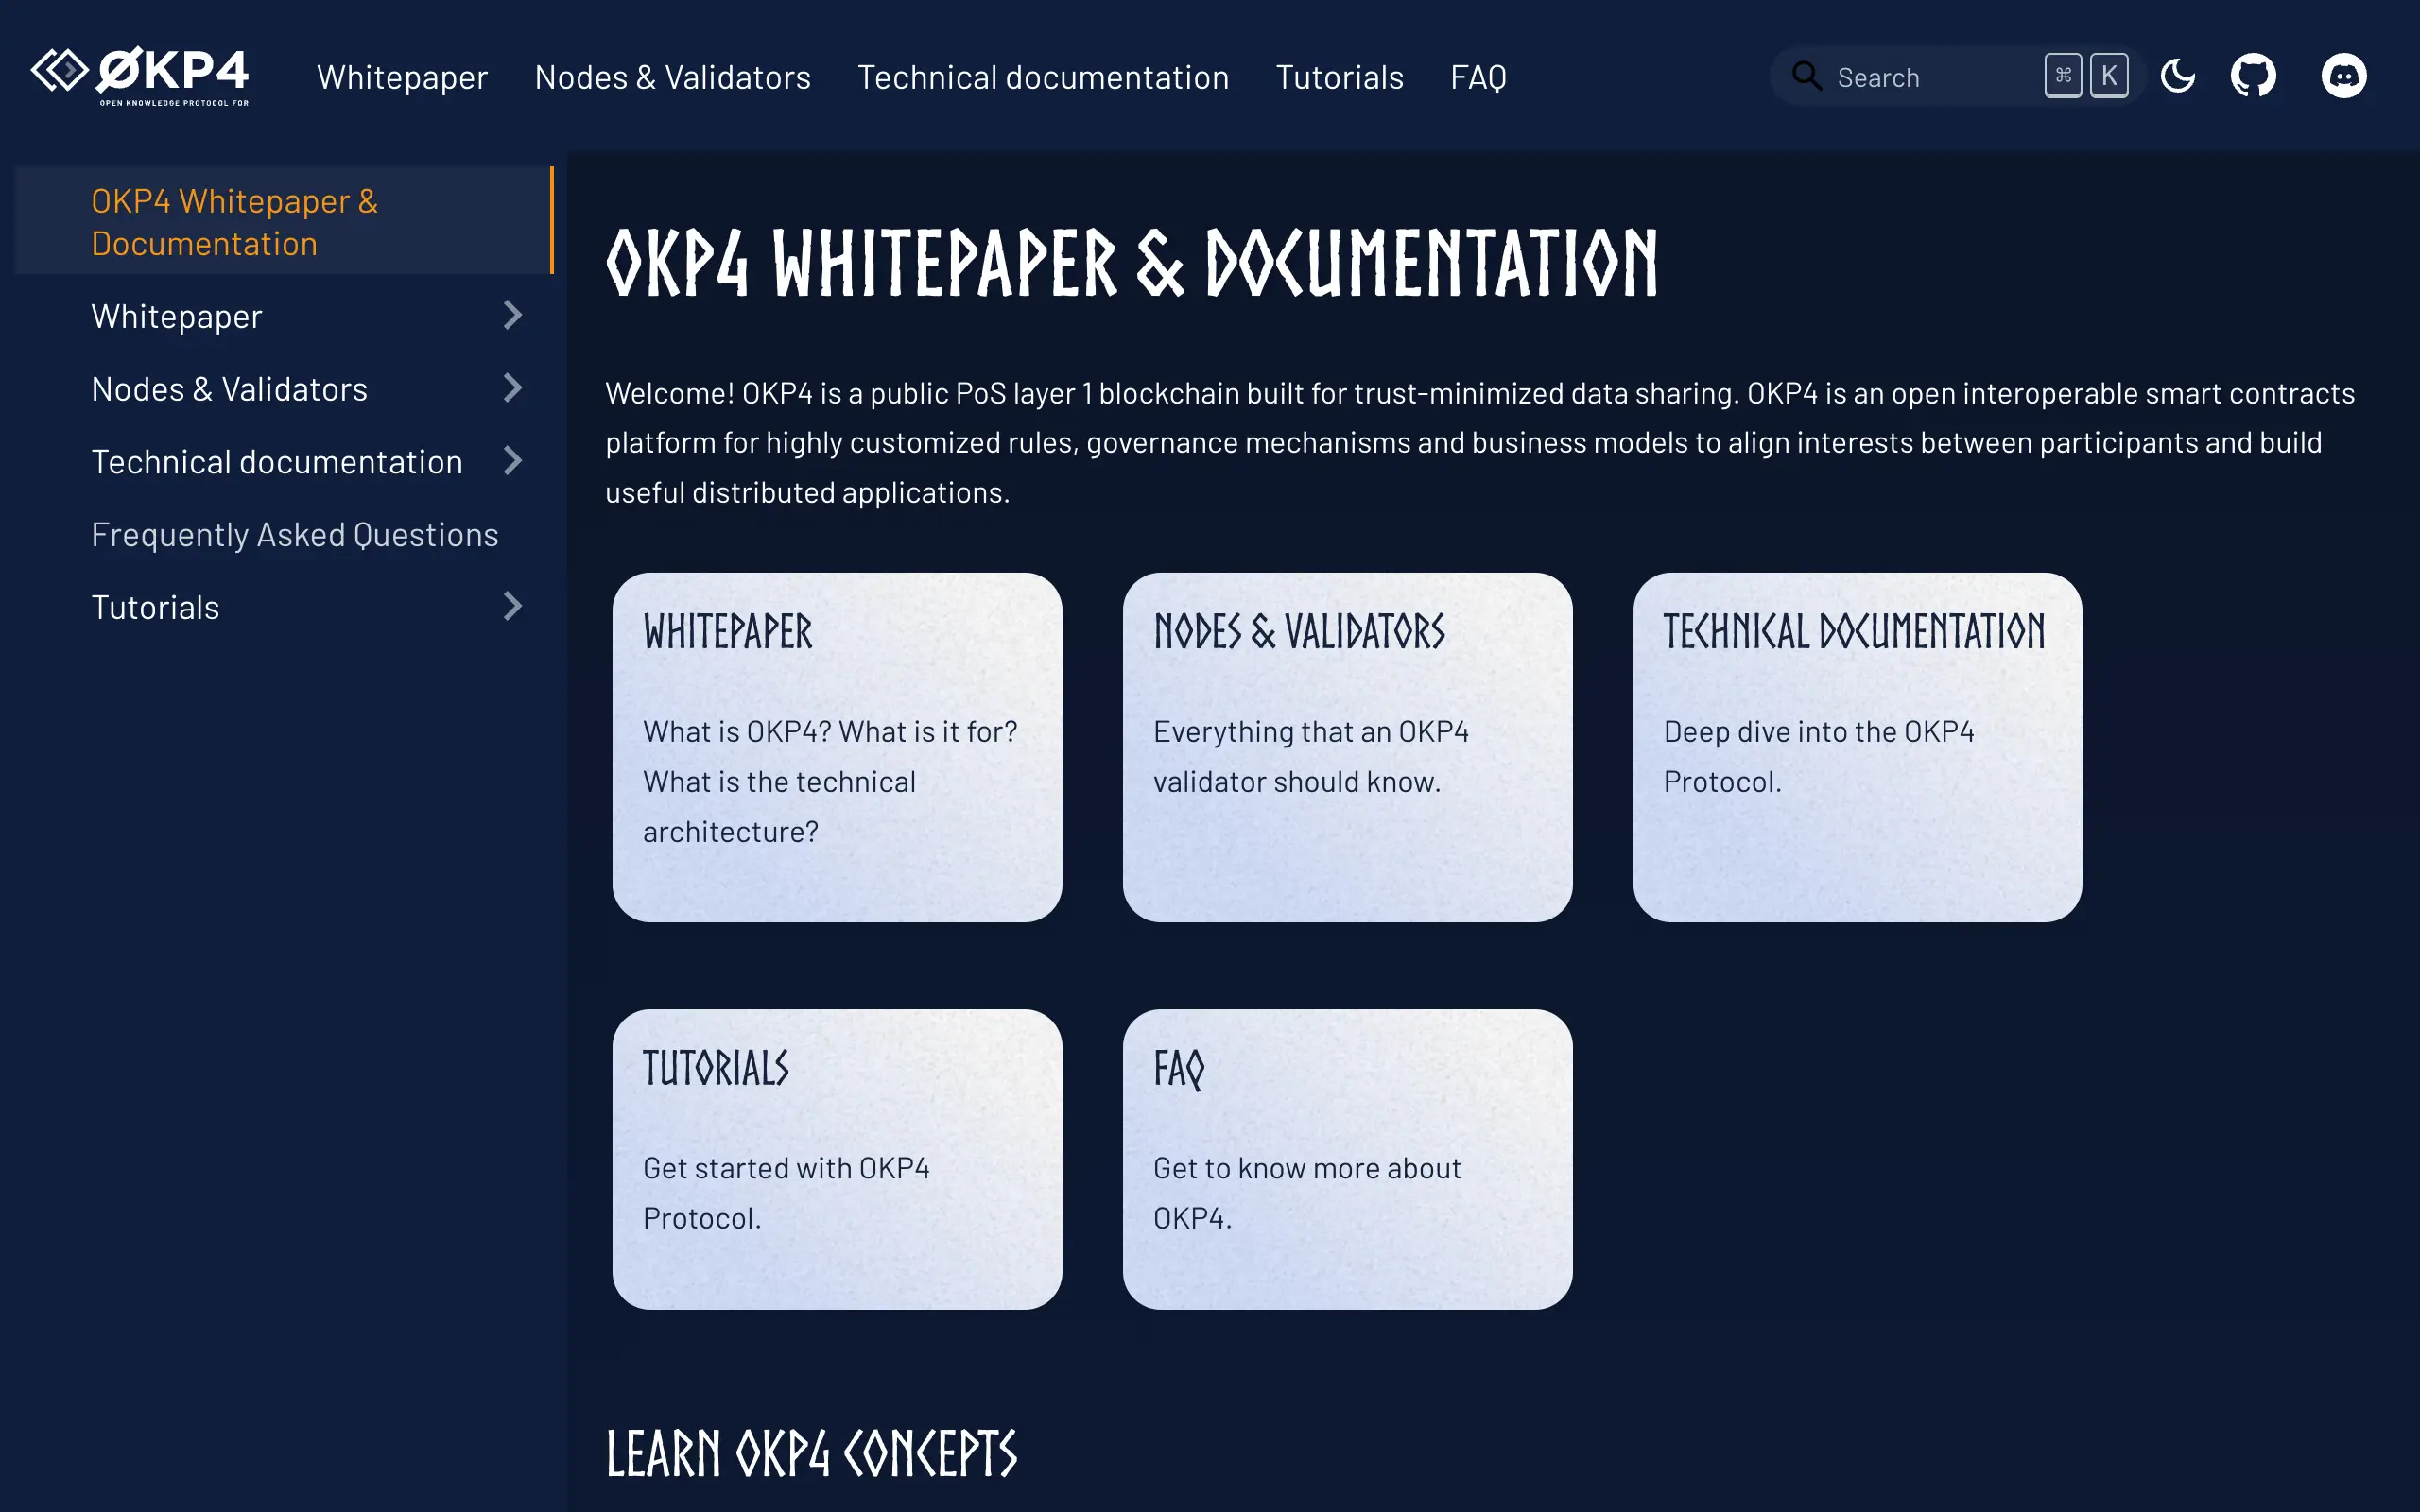 ØKP4
OPEN KNOWLEDGE PROTOCOL FOR
Whitepaper
Nodes & Validators
Technical documentation
Tutorials
FAQ
Search
⌘ K
OKP4 Whitepaper &
Documentation
Whitepaper
Nodes & Validators
Technical documentation
Frequently Asked Questions
Tutorials
OKP4 WHITEPAPER & DOCUMENTATION
Welcome! OKP4 is a public PoS layer 1 blockchain built for trust-minimized data sharing. OKP4 is an open interoperable smart contracts
platform for highly customized rules, governance mechanisms and business models to align interests between participants and build
useful distributed applications.
WHITEPAPER
What is OKP4? What is it for?
What is the technical
architecture?
NODES & VALIDATORS
Everything that an OKP4
validator should know.
TECHNICAL DOCUMENTATION
Deep dive into the OKP4
Protocol.
TUTORIALS
Get started with OKP4
Protocol.
FAQ
Get to know more about
OKP4.
LEARN OKP4 CONCEPTS